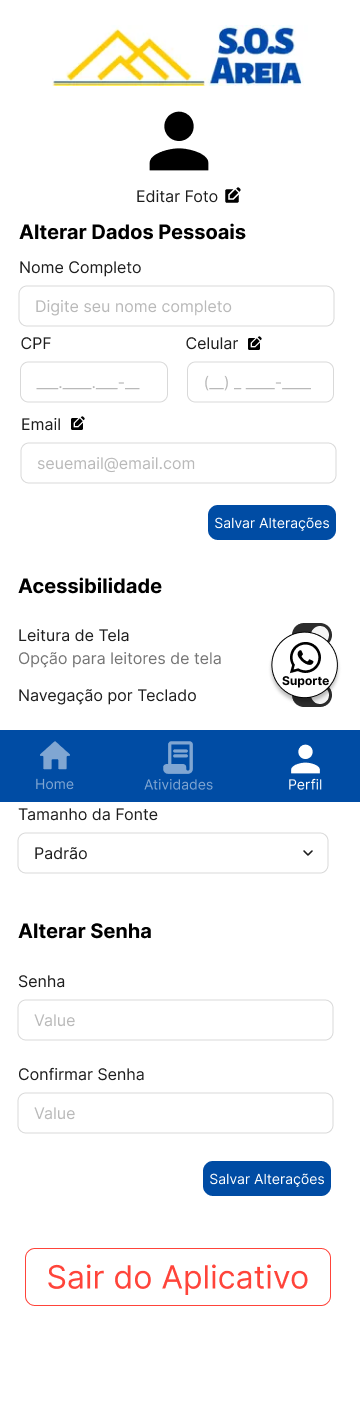 S.O.S
AREIA
Editar Foto
Alterar Dados Pessoais
Nome Completo
Digite seu nome completo
CPF
Celular
___.____.___-__
(__) _ ____-____
Email
seuemail@email.com
Salvar Alterações
Acessibilidade
Leitura de Tela
Opção para leitores de tela
Suporte
Navegação por Teclado
Home
Atividades
Perfil
Tamanho da Fonte
Padrão
Alterar Senha
Senha
Value
Confirmar Senha
Value
Salvar Alterações
Sair do Aplicativo